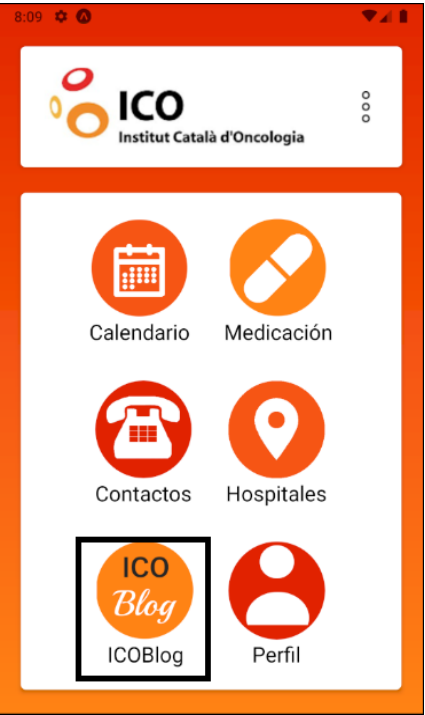 8:09
ICO
Institut Català d'Oncologia
Calendario
Medicación
Contactos
Hospitales
ICO
Blog
ICOBlog
Perfil